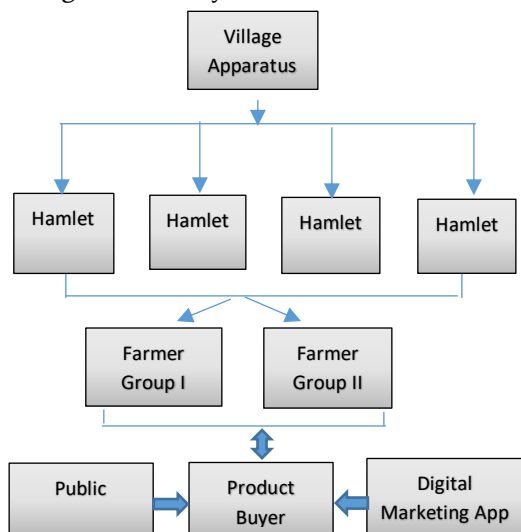 Village
Apparatus
Hamlet
Hamlet
Hamlet
Hamlet
Farmer
Group I
Farmer
Group II
Public
Product
Buyer
Digital
Marketing App